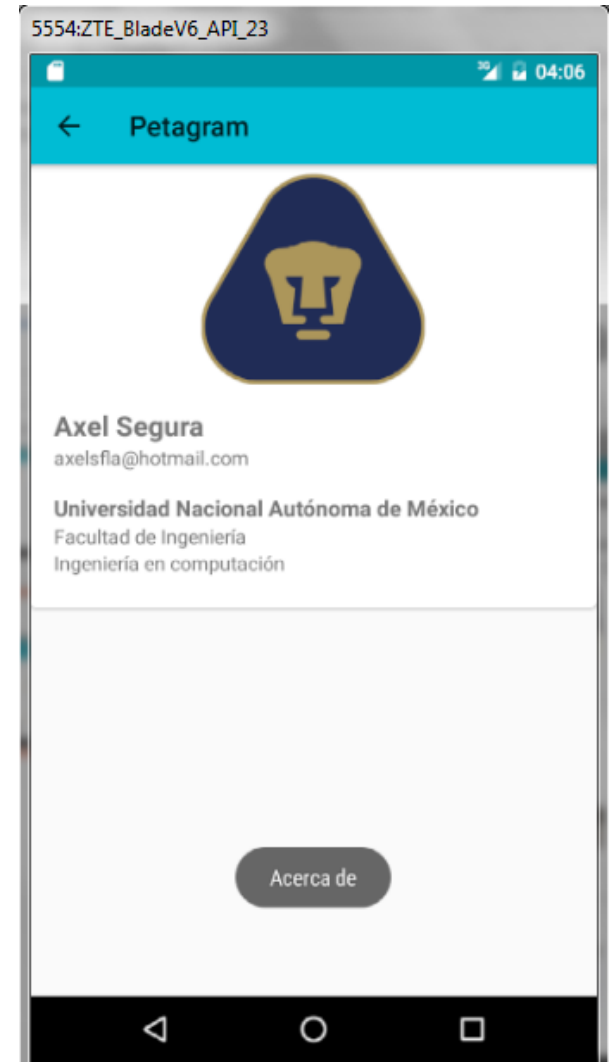 5554:ZTE_BladeV6_API_23
3G 04:06
Petagram
Axel Segura
axelsfla@hotmail.com
Universidad Nacional Autónoma de México
Facultad de Ingeniería
Ingeniería en computación
Acerca de